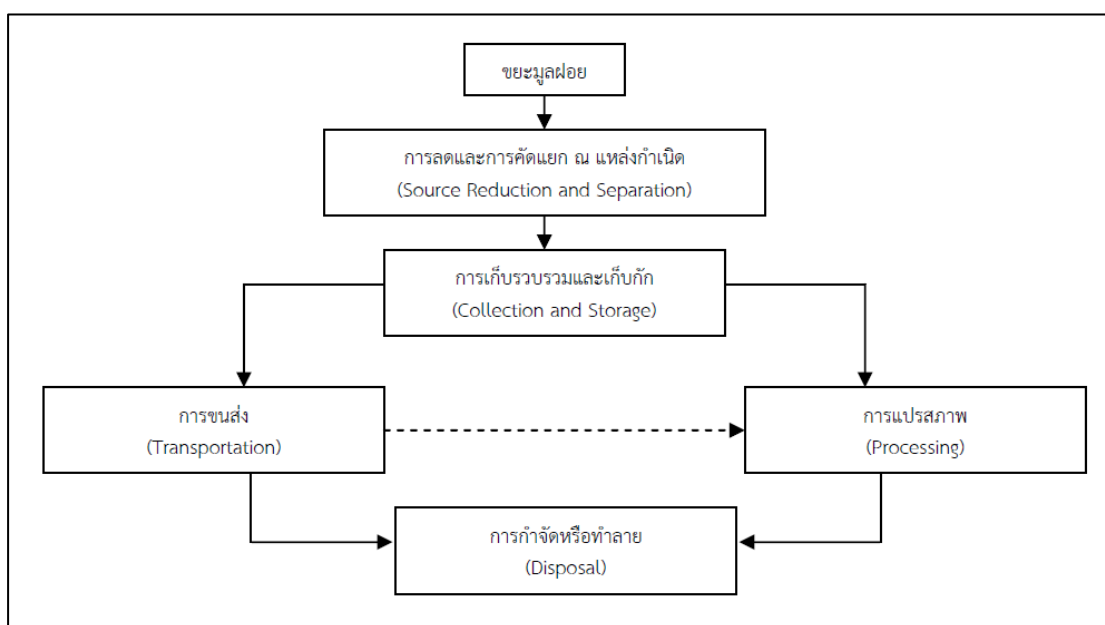 ขยะมูลฝอย
การลดและการคัดแยก ณ แหล่งกำเนิด
(Source Reduction and Separation)
การเก็บรวบรวมและเก็บกัก
(Collection and Storage)
การขนส่ง
(Transportation)
การแปรสภาพ
(Processing)
การกำจัดหรือทำลาย
(Disposal)